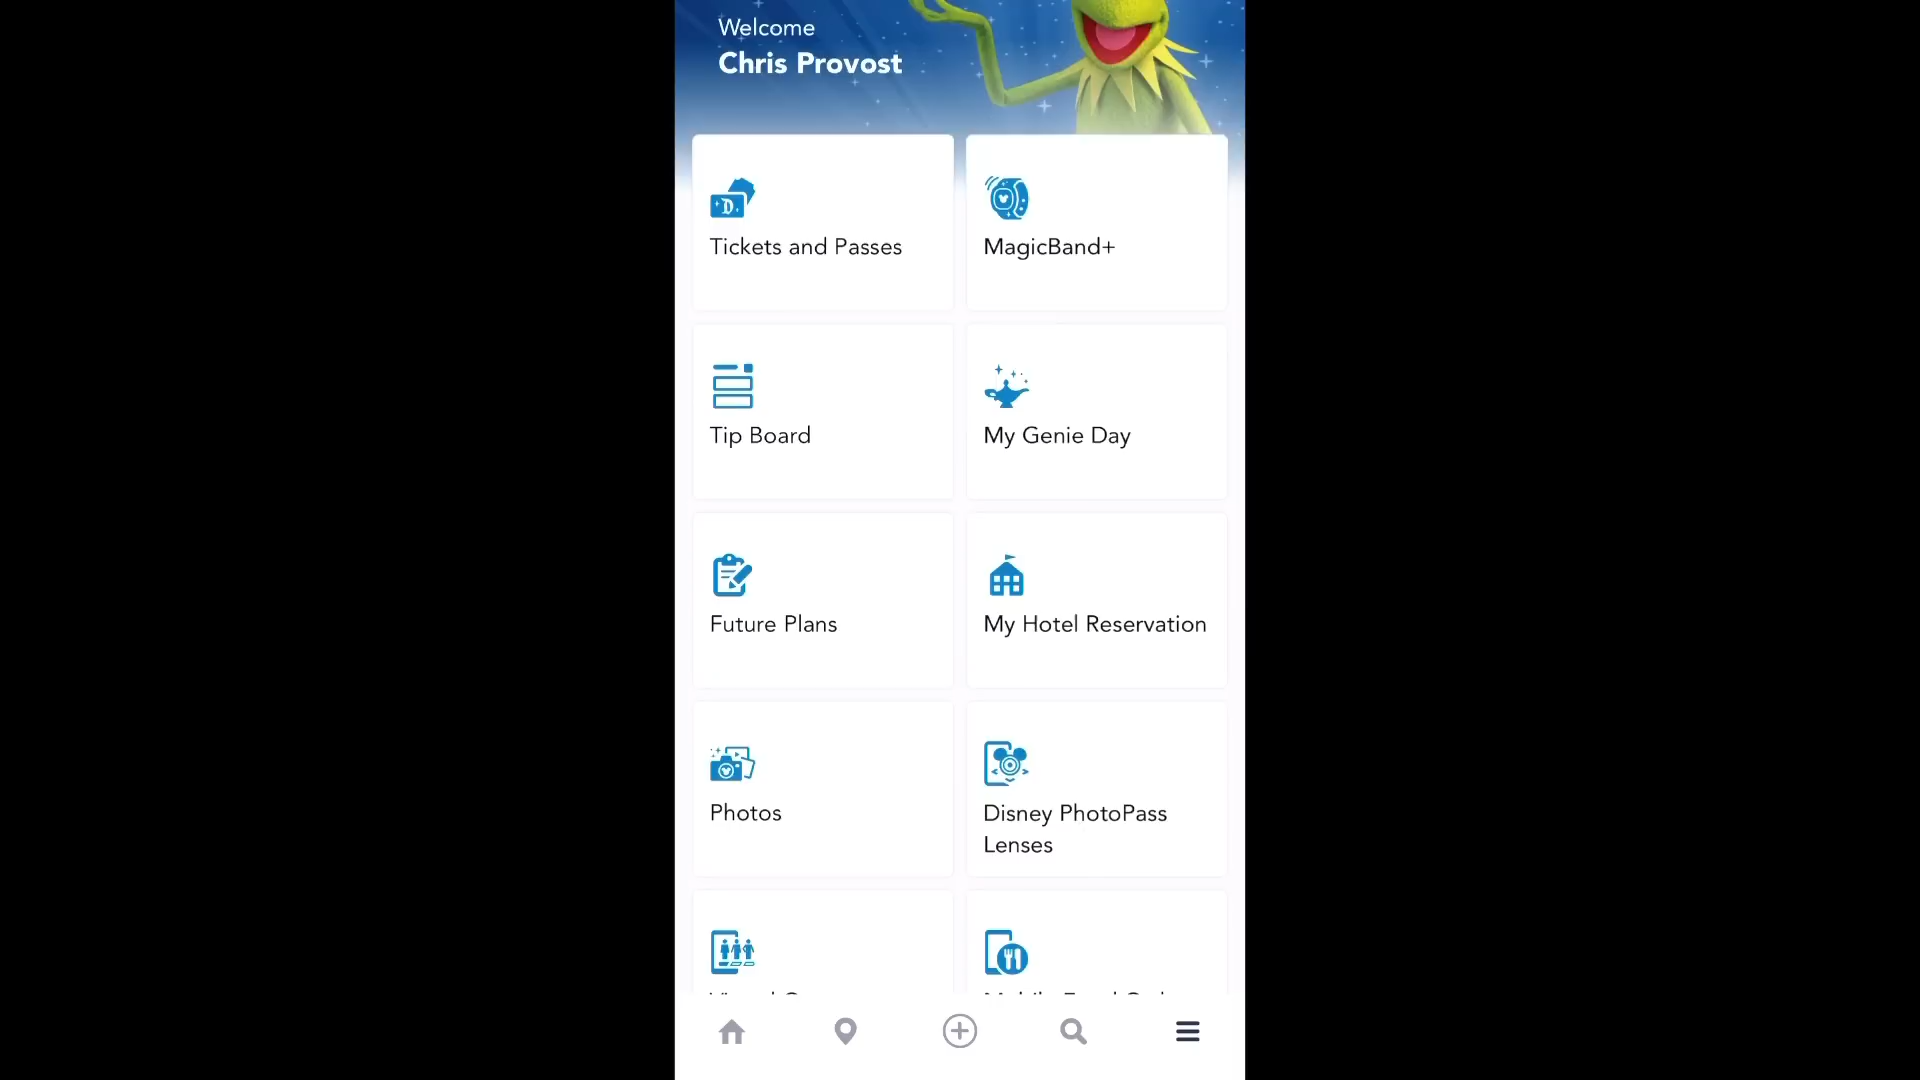 Welcome
Chris Provost
Tickets and Passes
MagicBand+
Tip Board
My Genie Day
Future Plans
My Hotel Reservation
Photos
Disney PhotoPass
Lenses